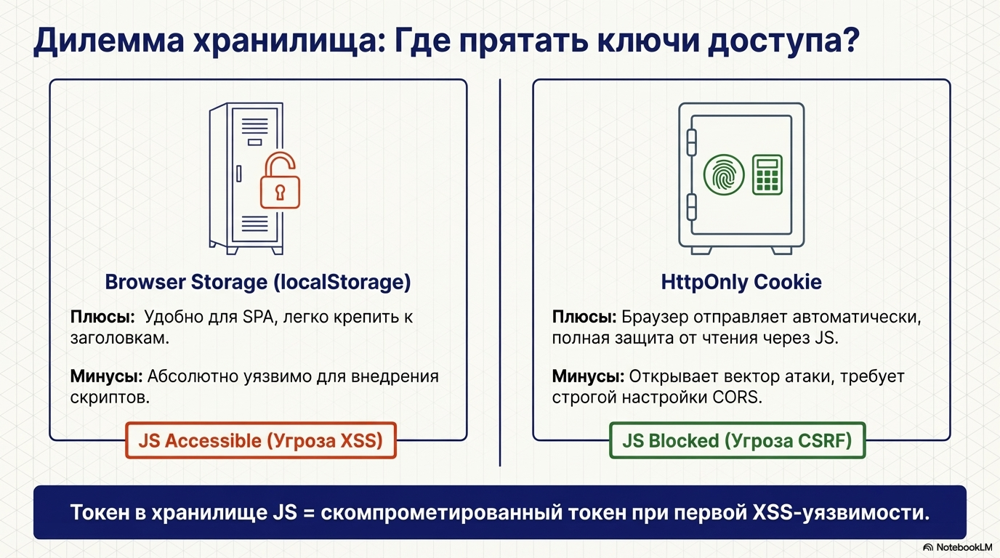 Дилемма хранилища: Где прятать ключи доступа?
Browser Storage (localStorage)
Плюсы: Удобно для SPA, легко крепить к
заголовкам.
Минусы: Абсолютно уязвимо для внедрения
скриптов.
JS Accessible (Угроза XSS)
HttpOnly Cookie
Плюсы: Браузер отправляет автоматически,
полная защита от чтения через JS.
Минусы: Открывает вектор атаки, требует
строгой настройки CORS.
JS Blocked (Угроза CSRF)
Токен в хранилище JS = скомпрометированный токен при первой XSS-уязвимости.
NotebookLM